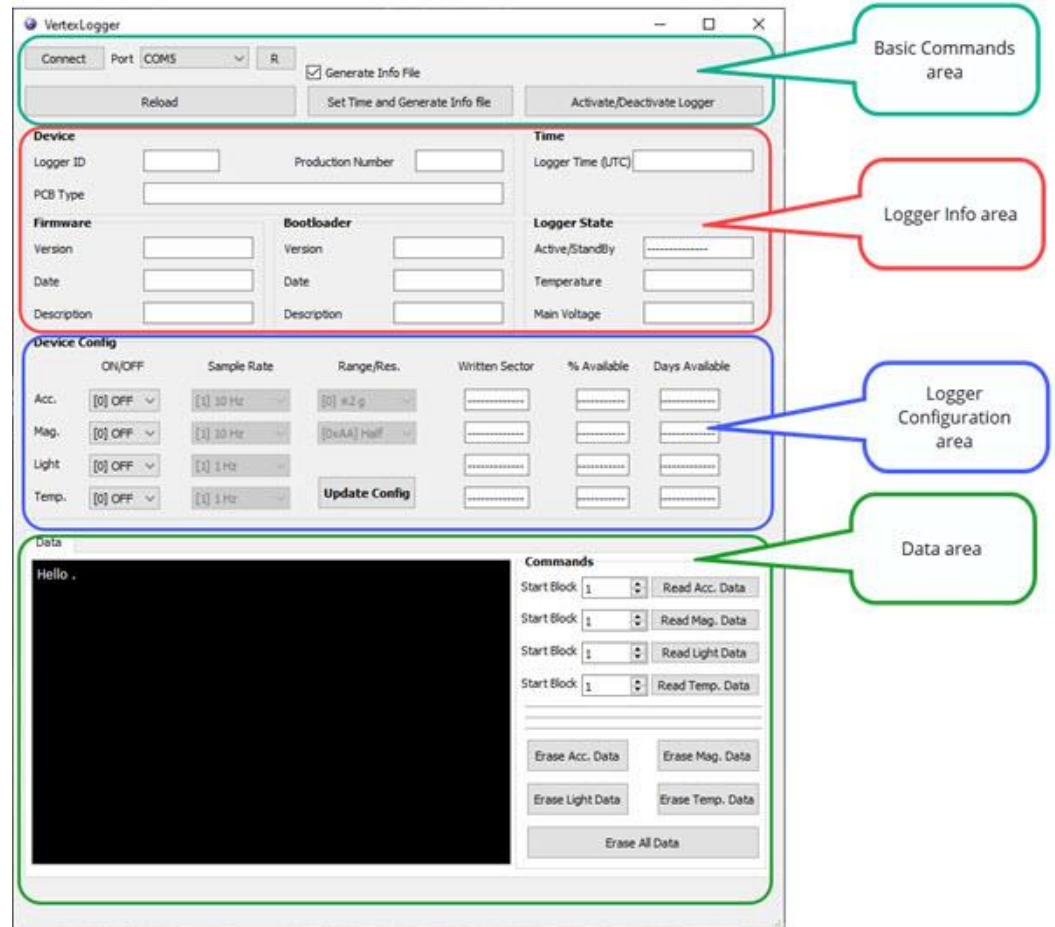 VertexLogger
Connect Port COM5 R
Generate Info File
Reload Set Time and Generate Info file Activate/Deactivate Logger
Basic Commands
area
Device Time
Logger ID Production Number Logger Time (UTC)
PCB Type
Firmware Bootloader Logger State
Version Version Active/StandBy --------------
Date Date Temperature
Description Description Main Voltage
Logger Info area
Device Config
ON/OFF Sample Rate Range/Res. Written Sector % Available Days Available
Acc. [0] OFF [1] 10 Hz [0] ±2 g ------------ ---------- ------------
Mag. [0] OFF [1] 10 Hz [0xAA] Half ------------ ---------- ------------
Light [0] OFF [1] 1 Hz ------------ ---------- ------------
Temp. [0] OFF [1] 1 Hz Update Config ------------ ---------- ------------
Logger
Configuration
area
Data
Hello .
Commands
Start Block 1 Read Acc. Data
Start Block 1 Read Mag. Data
Start Block 1 Read Light Data
Start Block 1 Read Temp. Data
Erase Acc. Data Erase Mag. Data
Erase Light Data Erase Temp. Data
Erase All Data
Data area